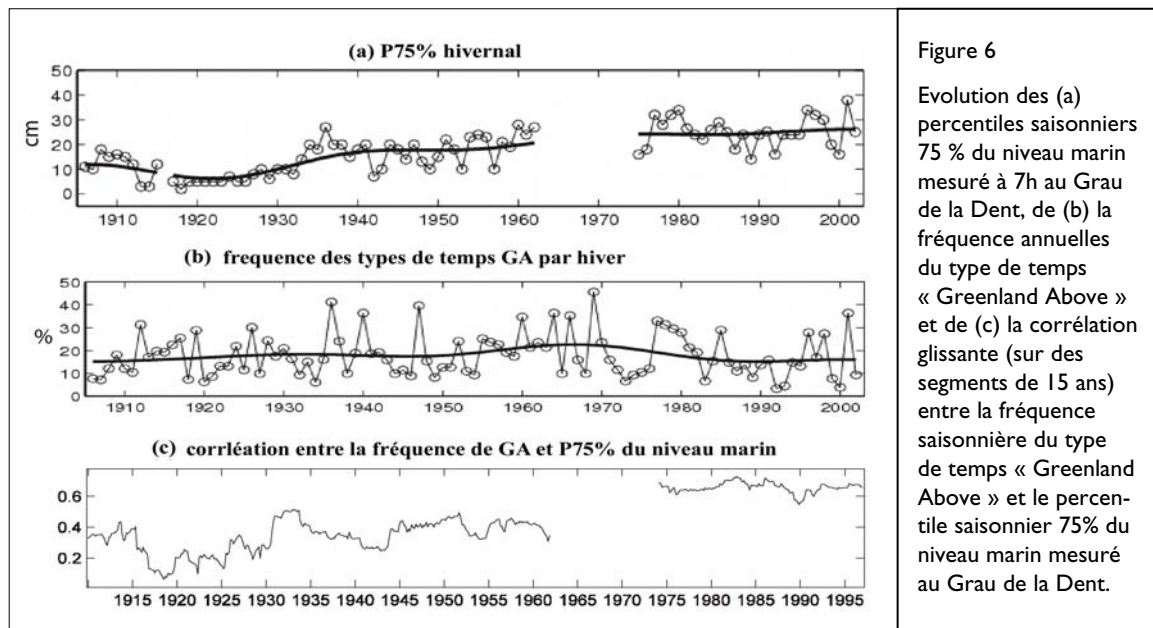 (a) P75% hivernal
50
40
30
20
10
0
cm
1910 1920 1930 1940 1950 1960 1970 1980 1990 2000
(b) frequence des types de temps GA par hiver
50
40
30
20
10
0
%
1910 1920 1930 1940 1950 1960 1970 1980 1990 2000
(c) corrléation entre la fréquence de GA et P75% du niveau marin
0.6
0.4
0.2
1915 1920 1925 1930 1935 1940 1945 1950 1955 1960 1965 1970 1975 1980 1985 1990 1995
Figure 6
Evolution des (a)
percentiles saisonniers
75 % du niveau marin
mesuré à 7h au Grau
de la Dent, de (b) la
fréquence annuelles
du type de temps
« Greenland Above »
et de (c) la corrélation
glissante (sur des
segments de 15 ans)
entre la fréquence
saisonnière du type
de temps « Greenland
Above » et le percen-
tile saisonnier 75% du
niveau marin mesuré
au Grau de la Dent.